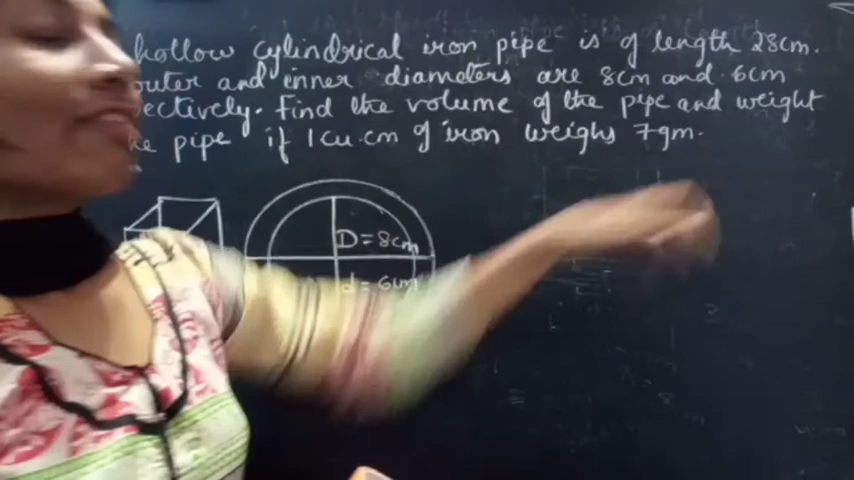 hollow cylindrical iron pipe is of length 28cm.
outer and inner diameters are 8cm and 6cm
ectively. Find the volume of the pipe and weight
pipe if 1cu.cm of iron weighs 7gm.
D=8cm
d=6cm